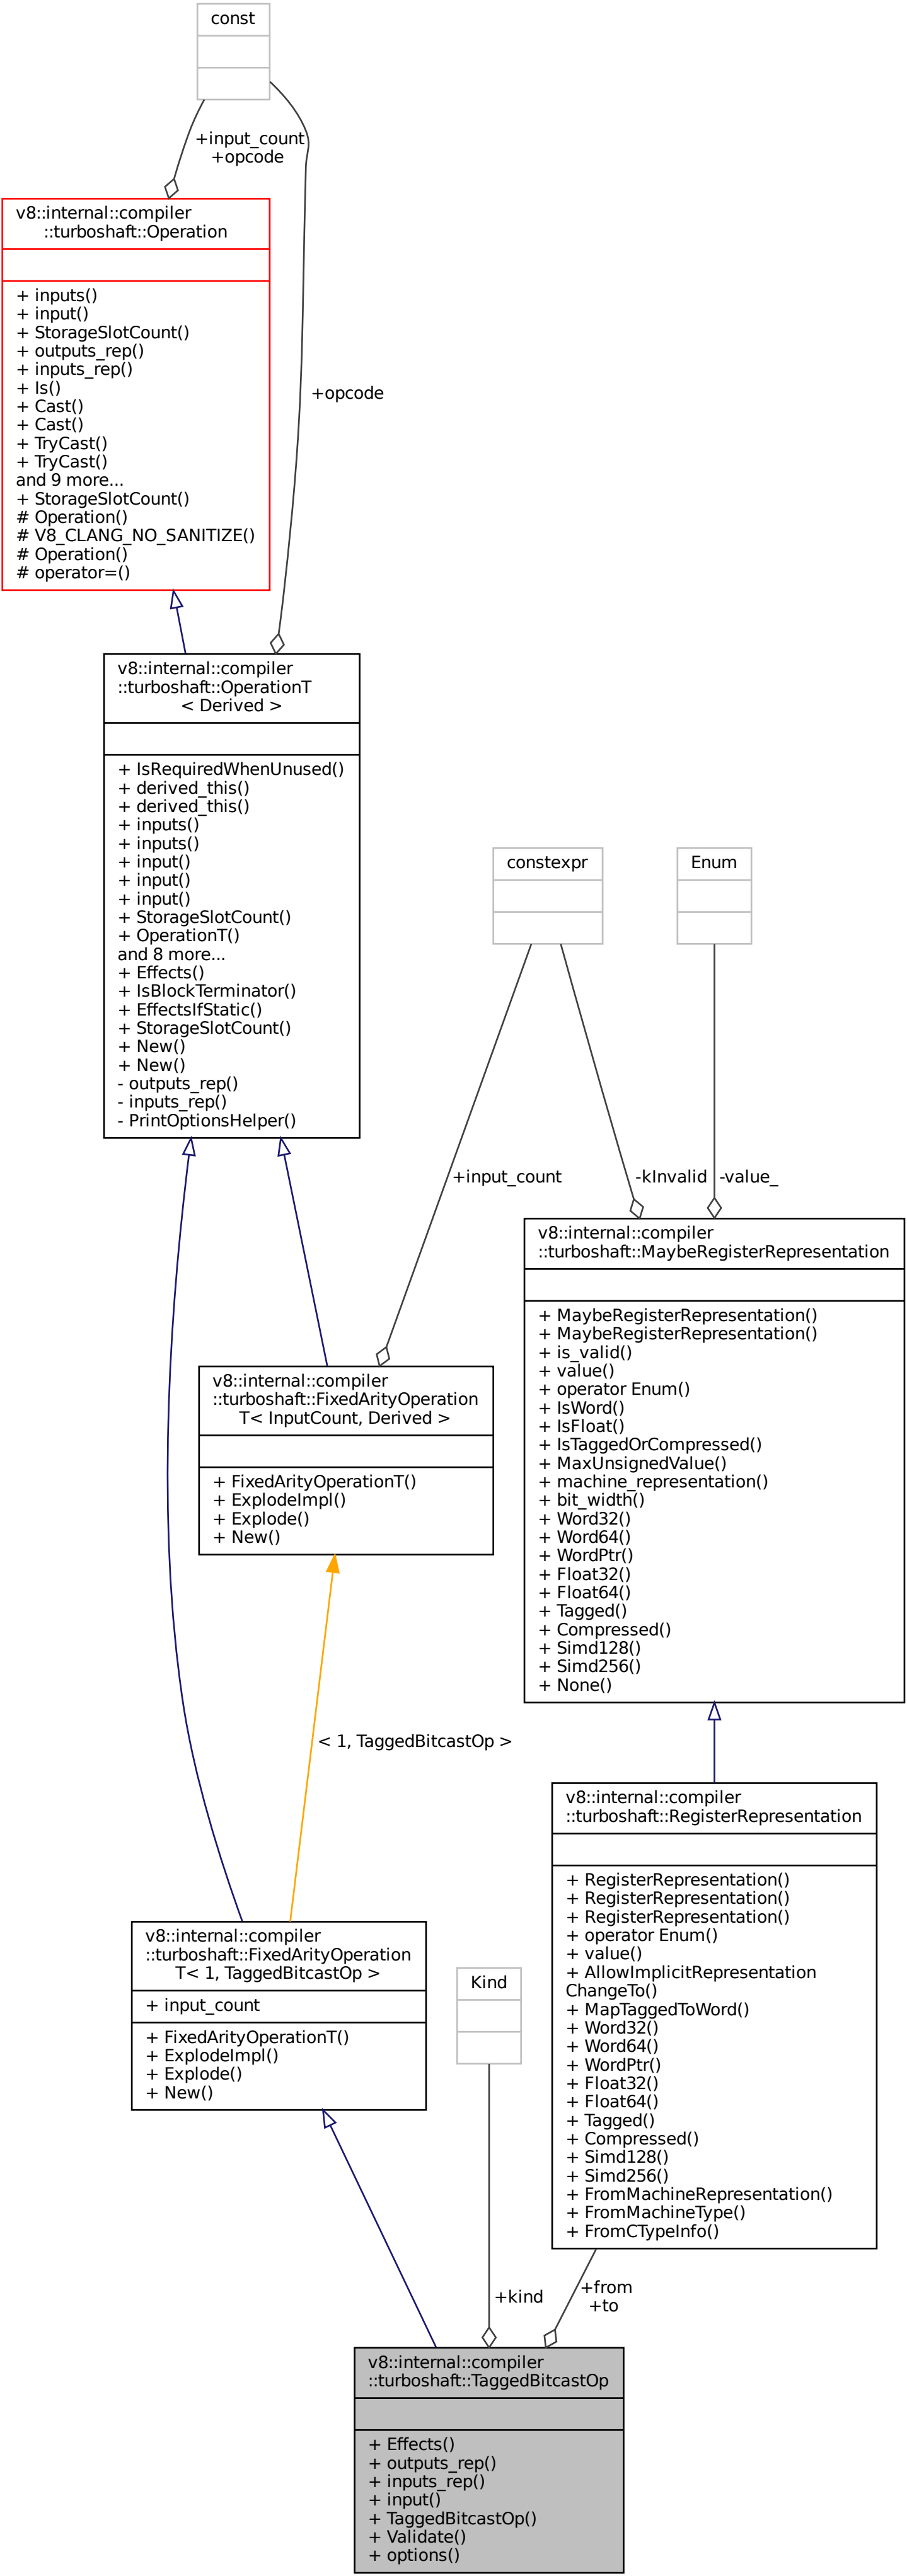 const
+input_count
+opcode
v8::internal::compiler
::turboshaft::Operation
+ inputs()
+ input()
+ StorageSlotCount()
+ outputs_rep()
+ inputs_rep()
+ Is()
+ Cast()
+ Cast()
+ TryCast()
+ TryCast()
and 9 more...
+ StorageSlotCount()
# Operation()
# V8_CLANG_NO_SANITIZE()
# Operation()
# operator=()
+opcode
v8::internal::compiler
::turboshaft::OperationT
< Derived >
+ IsRequiredWhenUnused()
+ derived_this()
+ derived_this()
+ inputs()
+ inputs()
+ input()
+ input()
+ input()
+ StorageSlotCount()
+ OperationT()
and 8 more...
+ Effects()
+ IsBlockTerminator()
+ EffectsIfStatic()
+ StorageSlotCount()
+ New()
+ New()
- outputs_rep()
- inputs_rep()
- PrintOptionsHelper()
constexpr
Enum
+input_count
-kInvalid
-value_
v8::internal::compiler
::turboshaft::MaybeRegisterRepresentation
+ MaybeRegisterRepresentation()
+ MaybeRegisterRepresentation()
+ is_valid()
+ value()
+ operator Enum()
+ IsWord()
+ IsFloat()
+ IsTaggedOrCompressed()
+ MaxUnsignedValue()
+ machine_representation()
+ bit_width()
+ Word32()
+ Word64()
+ WordPtr()
+ Float32()
+ Float64()
+ Tagged()
+ Compressed()
+ Simd128()
+ Simd256()
+ None()
v8::internal::compiler
::turboshaft::FixedArityOperation
T< InputCount, Derived >
+ FixedArityOperationT()
+ ExplodeImpl()
+ Explode()
+ New()
< 1, TaggedBitcastOp >
v8::internal::compiler
::turboshaft::RegisterRepresentation
+ RegisterRepresentation()
+ RegisterRepresentation()
+ RegisterRepresentation()
+ operator Enum()
+ value()
+ AllowImplicitRepresentation
ChangeTo()
+ MapTaggedToWord()
+ Word32()
+ Word64()
+ WordPtr()
+ Float32()
+ Float64()
+ Tagged()
+ Compressed()
+ Simd128()
+ Simd256()
+ FromMachineRepresentation()
+ FromMachineType()
+ FromCTypeInfo()
v8::internal::compiler
::turboshaft::FixedArityOperation
T< 1, TaggedBitcastOp >
+ input_count
+ FixedArityOperationT()
+ ExplodeImpl()
+ Explode()
+ New()
Kind
+kind
+from
+to
v8::internal::compiler
::turboshaft::TaggedBitcastOp
+ Effects()
+ outputs_rep()
+ inputs_rep()
+ input()
+ TaggedBitcastOp()
+ Validate()
+ options()